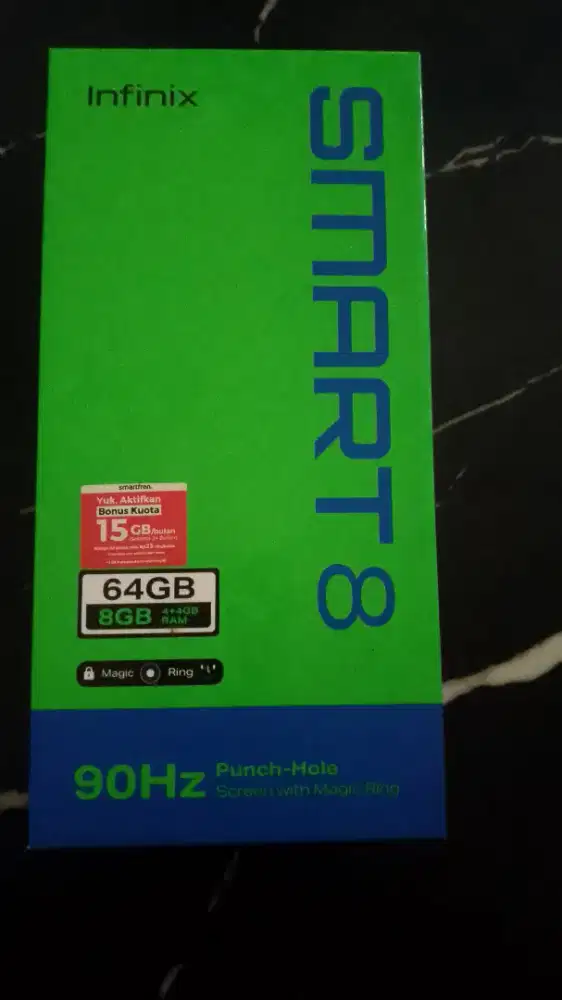 Infinix
SMART 8
smartfren.
Yuk, Aktifkan
Bonus Kuota
15 GB/bulan
64GB
8GB 4+4GB RAM
Magic Ring
90Hz Punch-Hole
Screen with Magic Ring